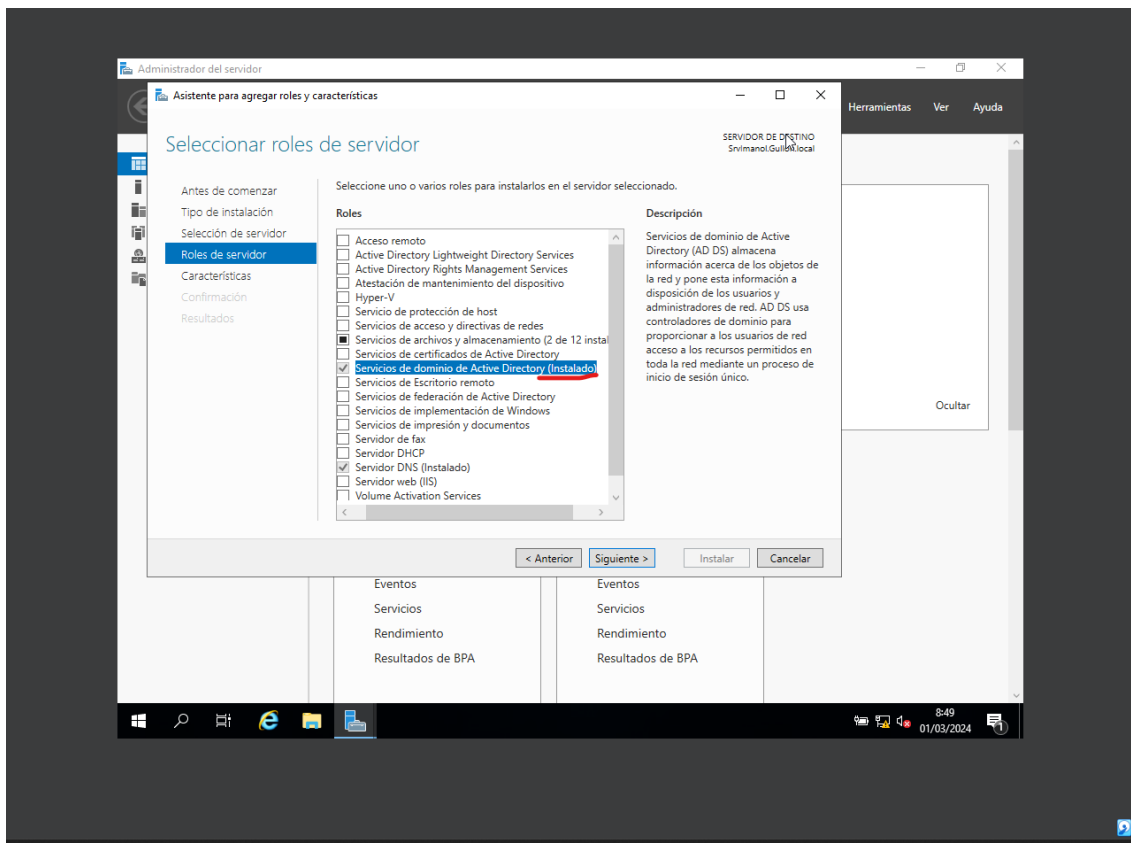 Administrador del servidor
Asistente para agregar roles y características
Herramientas Ver Ayuda
Seleccionar roles de servidor
SERVIDOR DE DESTINO
Antes de comenzar
Tipo de instalación
Selección de servidor
Roles de servidor
Características
Confirmación
Resultados
Seleccione uno o varios roles para instalarlos en el servidor seleccionado.
Roles
Acceso remoto
Active Directory Lightweight Directory Services
Active Directory Rights Management Services
Atestación de mantenimiento del dispositivo
Hyper-V
Servicio de protección de host
Servicios de acceso y directivas de redes
Servicios de archivos y almacenamiento (2 de 12 instal
Servicios de certificados de Active Directory
Servicios de dominio de Active Directory (Instalado)
Servicios de Escritorio remoto
Servicios de federación de Active Directory
Servicios de implementación de Windows
Servicios de impresión y documentos
Servidor de fax
Servidor DHCP
Servidor DNS (Instalado)
Servidor web (IIS)
Volume Activation Services
Descripción
Servicios de dominio de Active
Directory (AD DS) almacena
información acerca de los objetos de
la red y pone esta información a
disposición de los usuarios y
administradores de red. AD DS usa
controladores de dominio para
proporcionar a los usuarios de red
acceso a los recursos permitidos en
toda la red mediante un proceso de
inicio de sesión único.
Ocultar
< Anterior Siguiente > Instalar Cancelar
Eventos
Servicios
Rendimiento
Resultados de BPA
Eventos
Servicios
Rendimiento
Resultados de BPA
8:49
01/03/2024
1